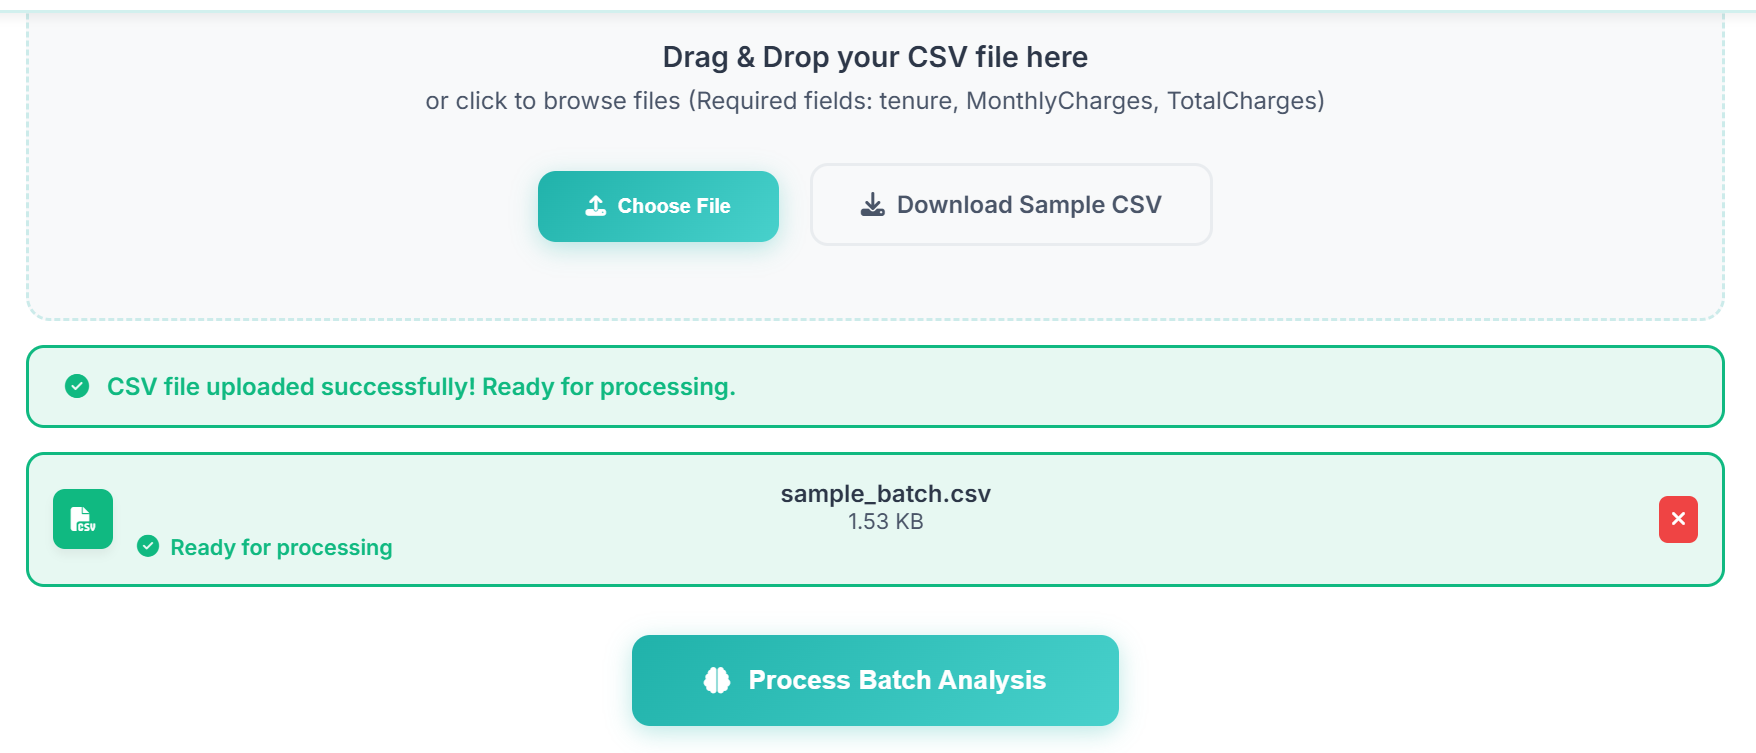 Drag & Drop your CSV file here
or click to browse files (Required fields: tenure, MonthlyCharges, TotalCharges)
Choose File
Download Sample CSV
CSV file uploaded successfully! Ready for processing.
sample_batch.csv
1.53 KB
CSV
Ready for processing
Process Batch Analysis